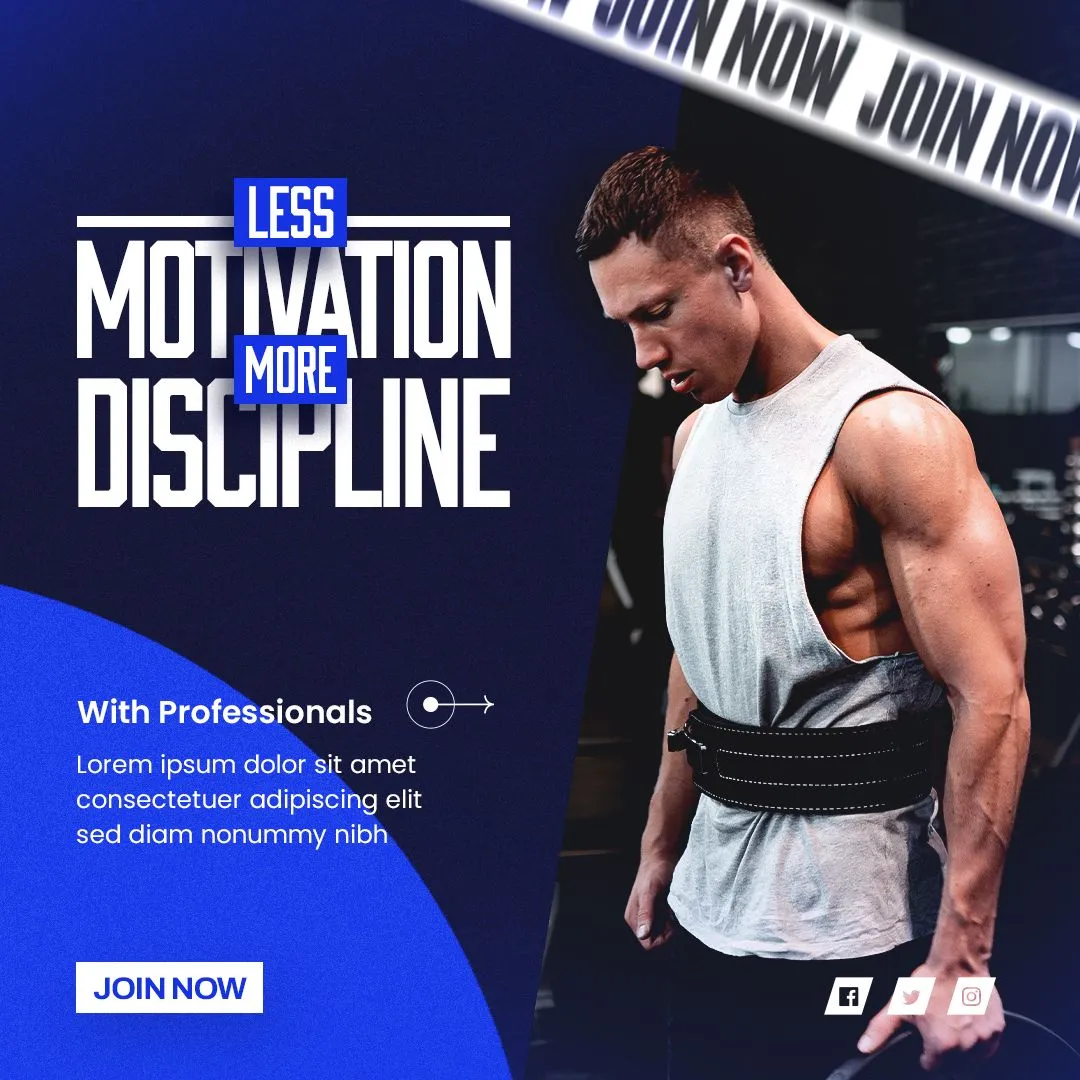 JOIN NOW JOIN NOW
LESS
MOTIVATION
MORE
DISCIPLINE
With Professionals
Lorem ipsum dolor sit amet
consectetuer adipiscing elit
sed diam nonummy nibh
JOIN NOW